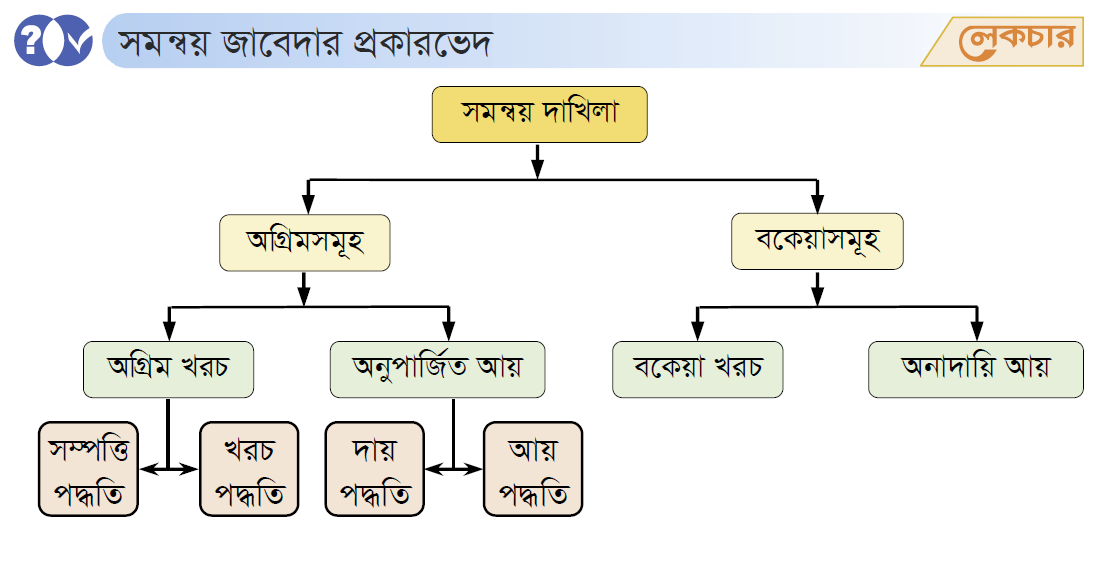 সমন্বয় জাবেদার প্রকারভেদ
লেকচার
সমন্বয় দাখিলা
অগ্রিমসমূহ
বকেয়াসমূহ
অগ্রিম খরচ
অনুপার্জিত আয়
বকেয়া খরচ
অনাদায়ি আয়
সম্পত্তি
পদ্ধতি
খরচ
পদ্ধতি
দায়
পদ্ধতি
আয়
পদ্ধতি